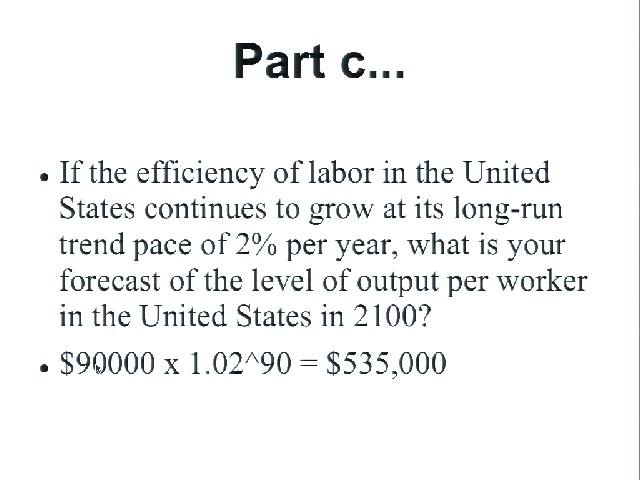 Part c...
If the efficiency of labor in the United
States continues to grow at its long-run
trend pace of 2% per year, what is your
forecast of the level of output per worker
in the United States in 2100?
$90000 x 1.02^90 = $535,000